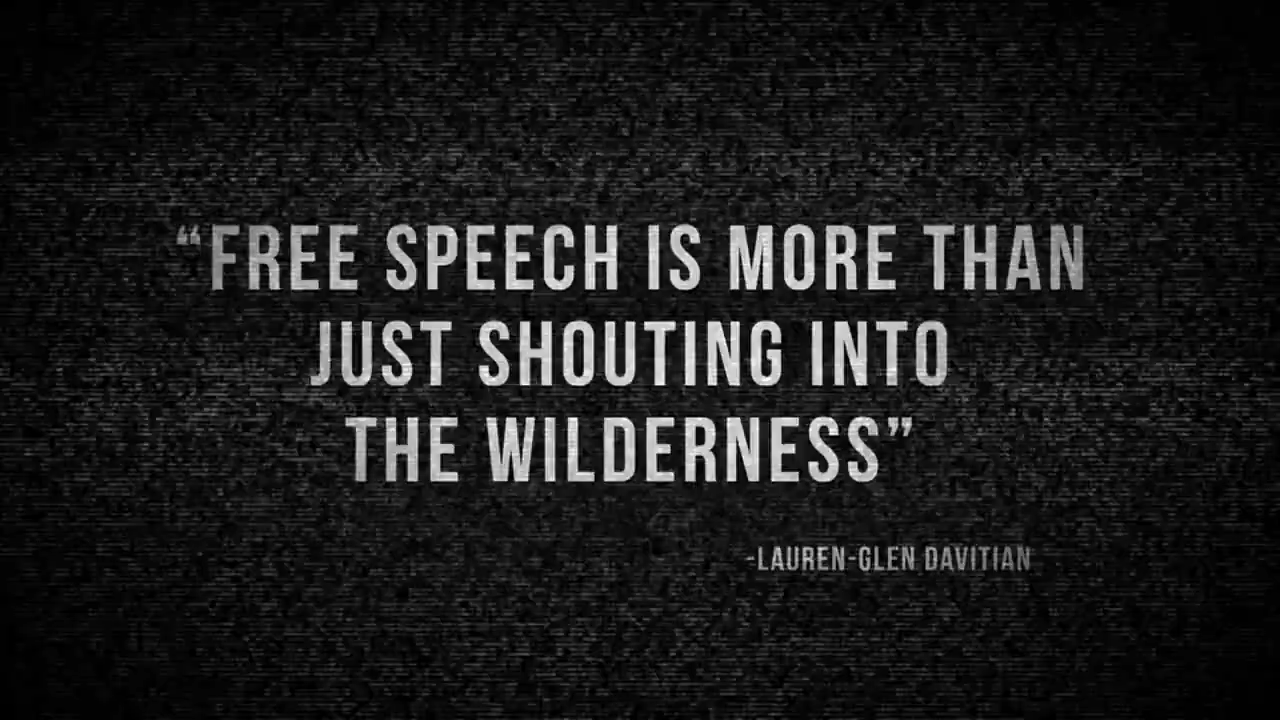 “FREE SPEECH IS MORE THAN
JUST SHOUTING INTO
THE WILDERNESS”
-LAUREN-GLEN DAVITIAN